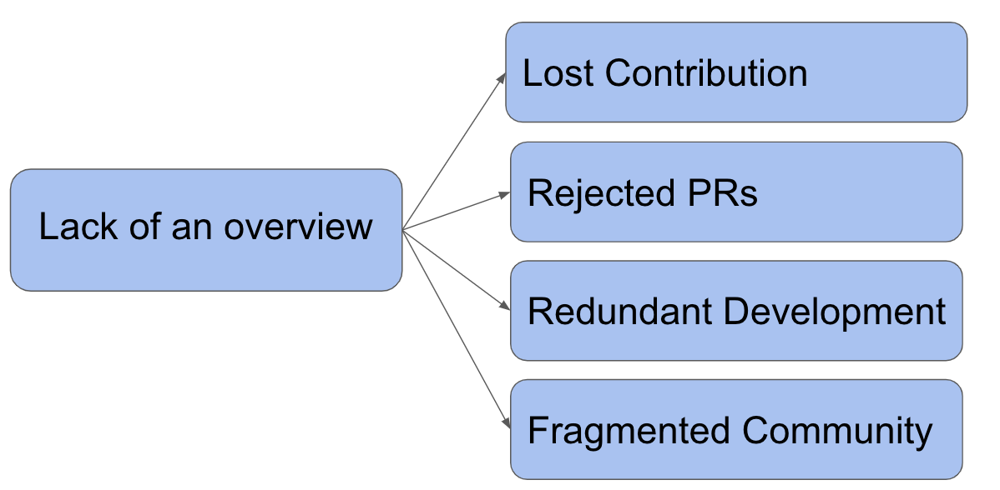 Lost Contribution
Rejected PRs
Lack of an overview
Redundant Development
Fragmented Community